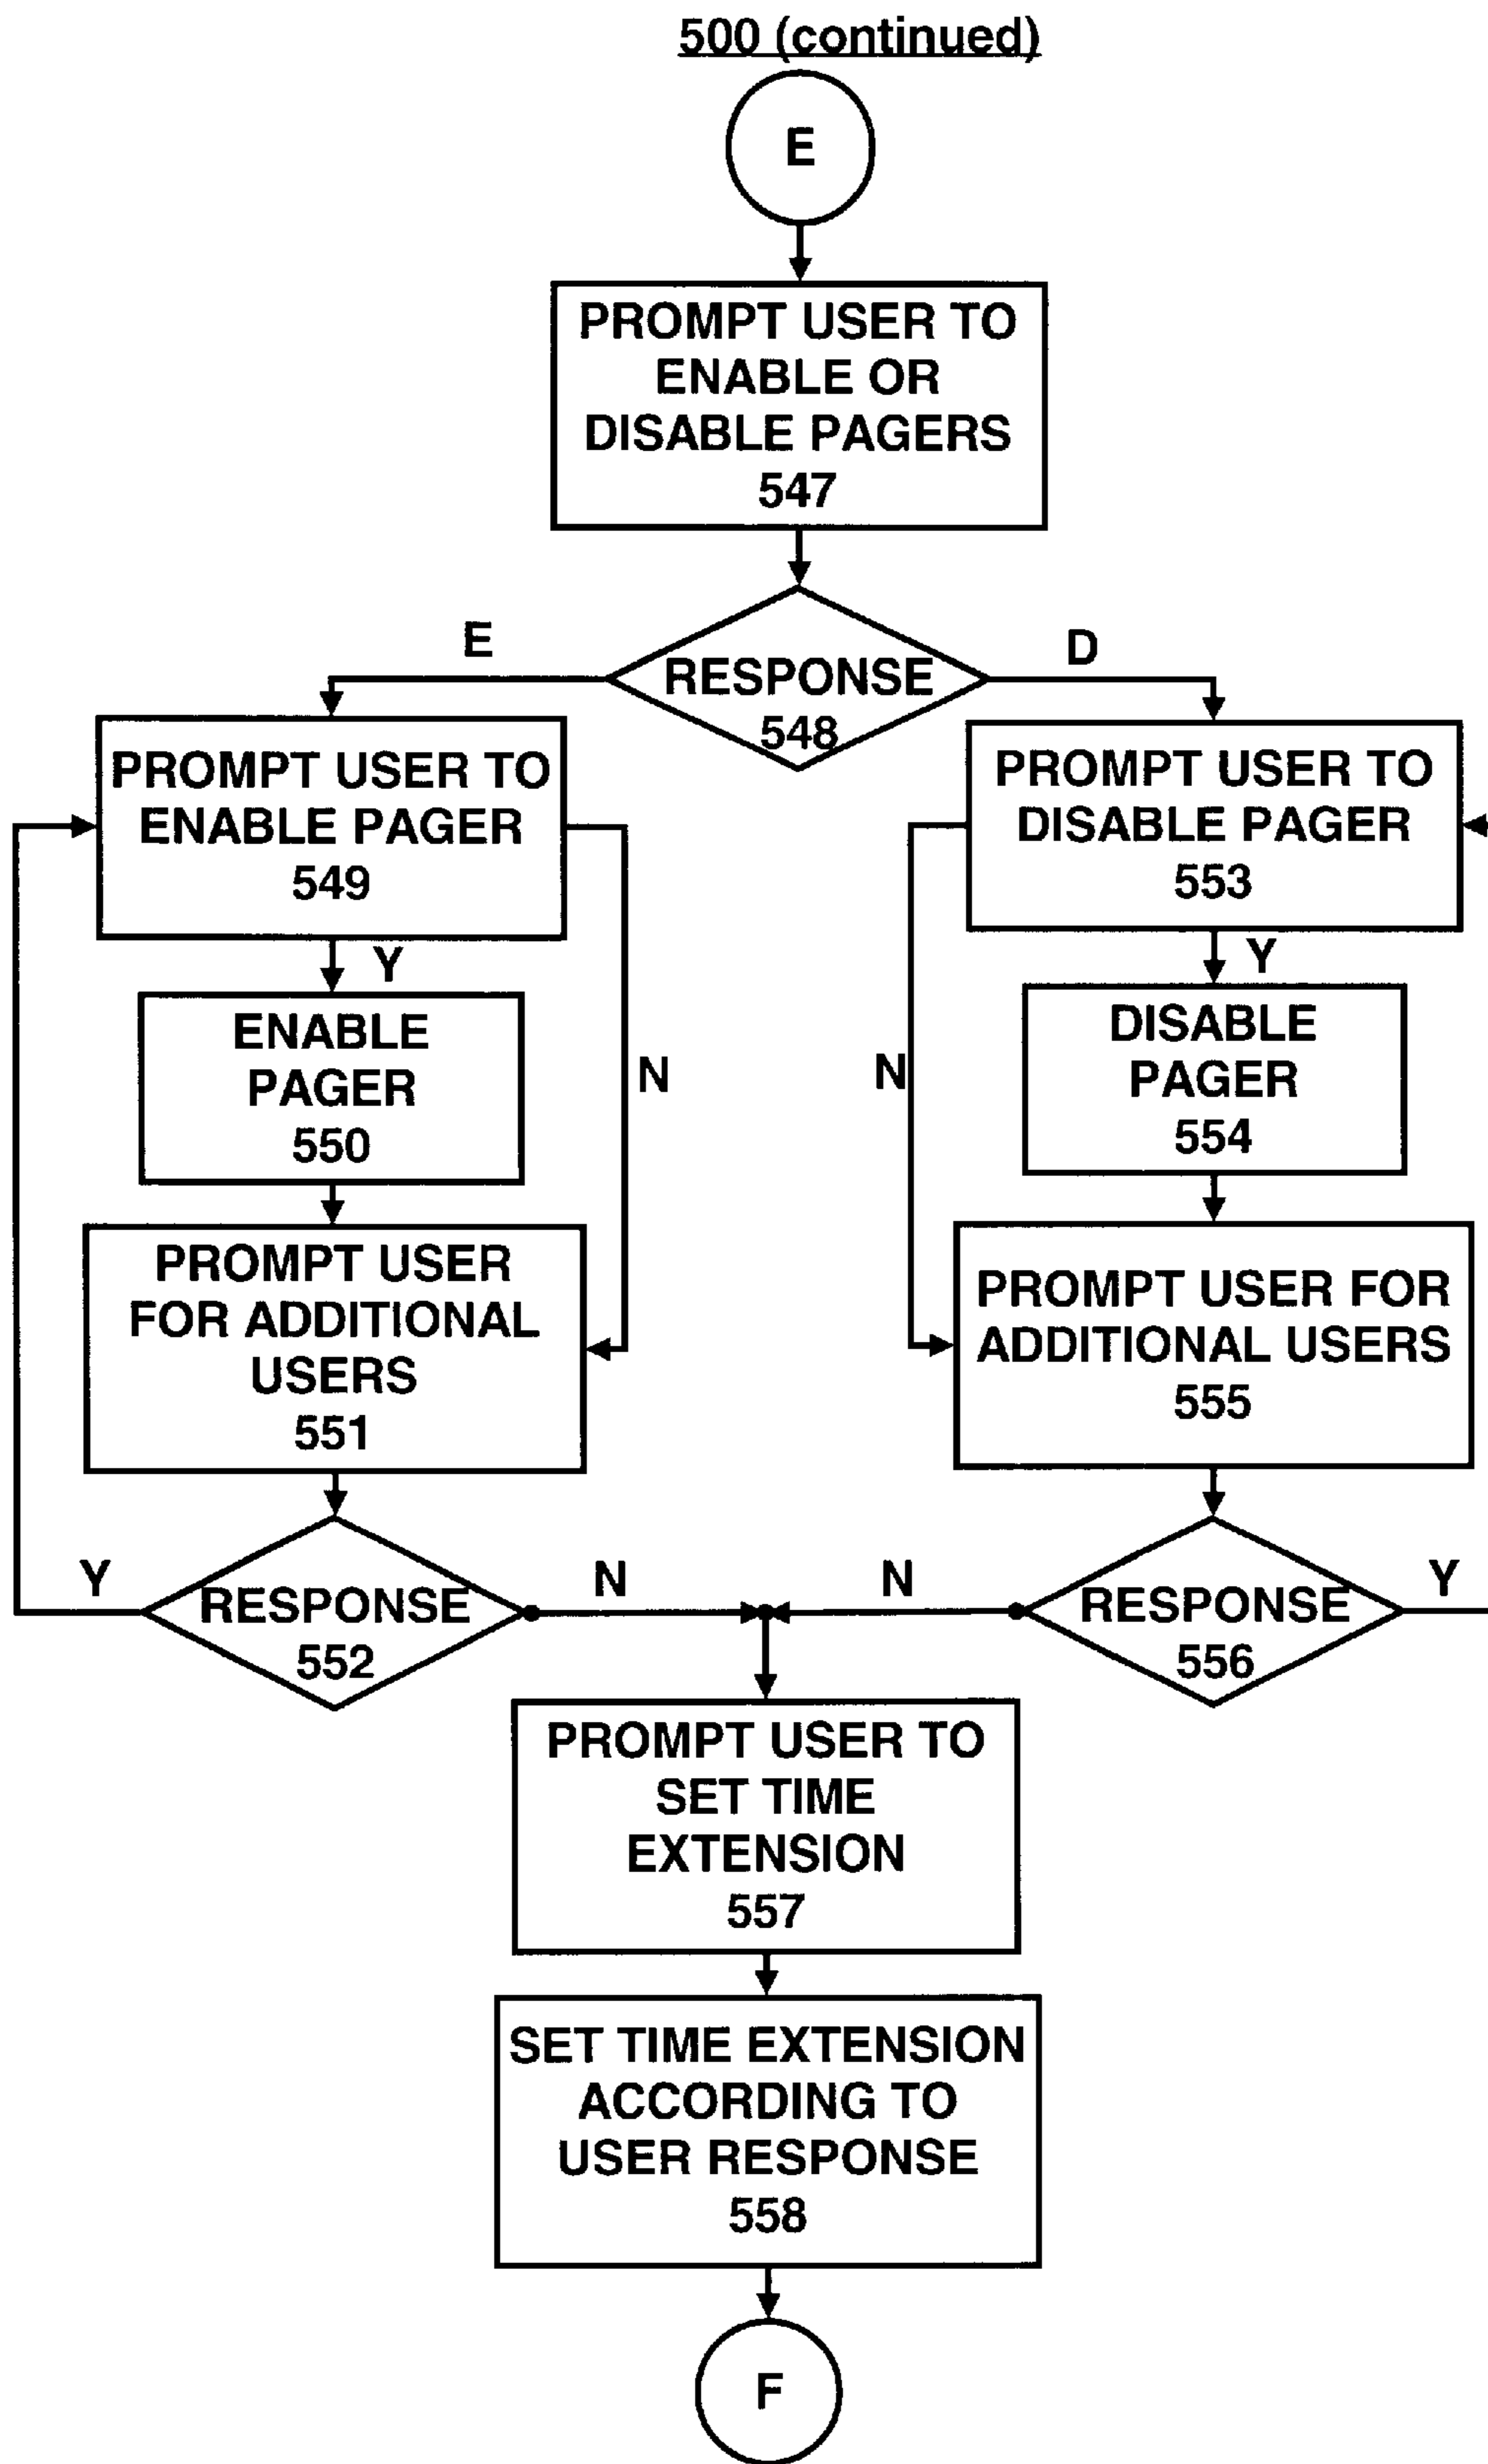 500 (continued)
E
PROMPT USER TO
ENABLE OR
DISABLE PAGERS
547
E
D
RESPONSE
548
PROMPT USER TO
ENABLE PAGER
549
PROMPT USER TO
DISABLE PAGER
553
Y
Y
ENABLE
PAGER
550
N
N
DISABLE
PAGER
554
PROMPT USER
FOR ADDITIONAL
USERS
551
PROMPT USER FOR
ADDITIONAL USERS
555
Y
RESPONSE
552
N
N
RESPONSE
556
Y
PROMPT USER TO
SET TIME
EXTENSION
557
SET TIME EXTENSION
ACCORDING TO
USER RESPONSE
558
F